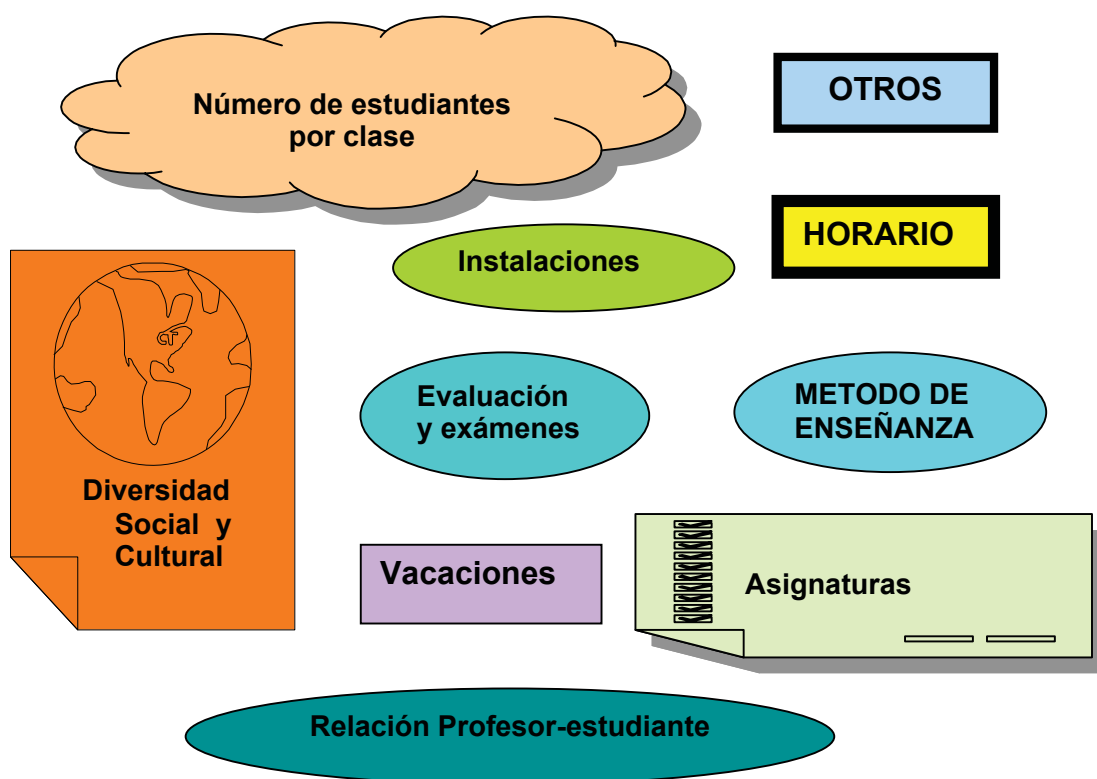 Número de estudiantes
por clase
OTROS
HORARIO
Instalaciones
Evaluación
y exámenes
METODO DE
ENSEÑANZA
Diversidad
Social y
Cultural
Vacaciones
Asignaturas
Relación Profesor-estudiante